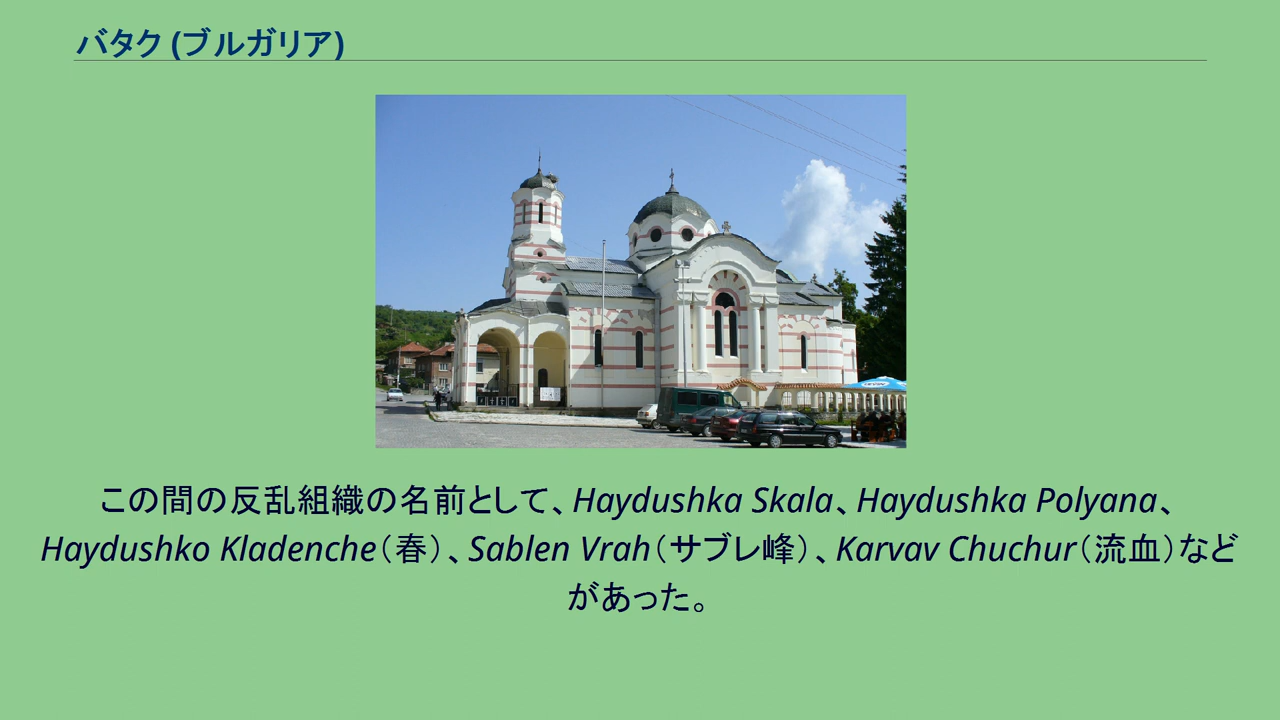 バタク (ブルガリア)
この間の反乱組織の名前として、Haydushka Skala、Haydushka Polyana、
Haydushko Kladenche（春）、Sablen Vrah（サブレ峰）、Karvav Chuchur（流血）など
があった。